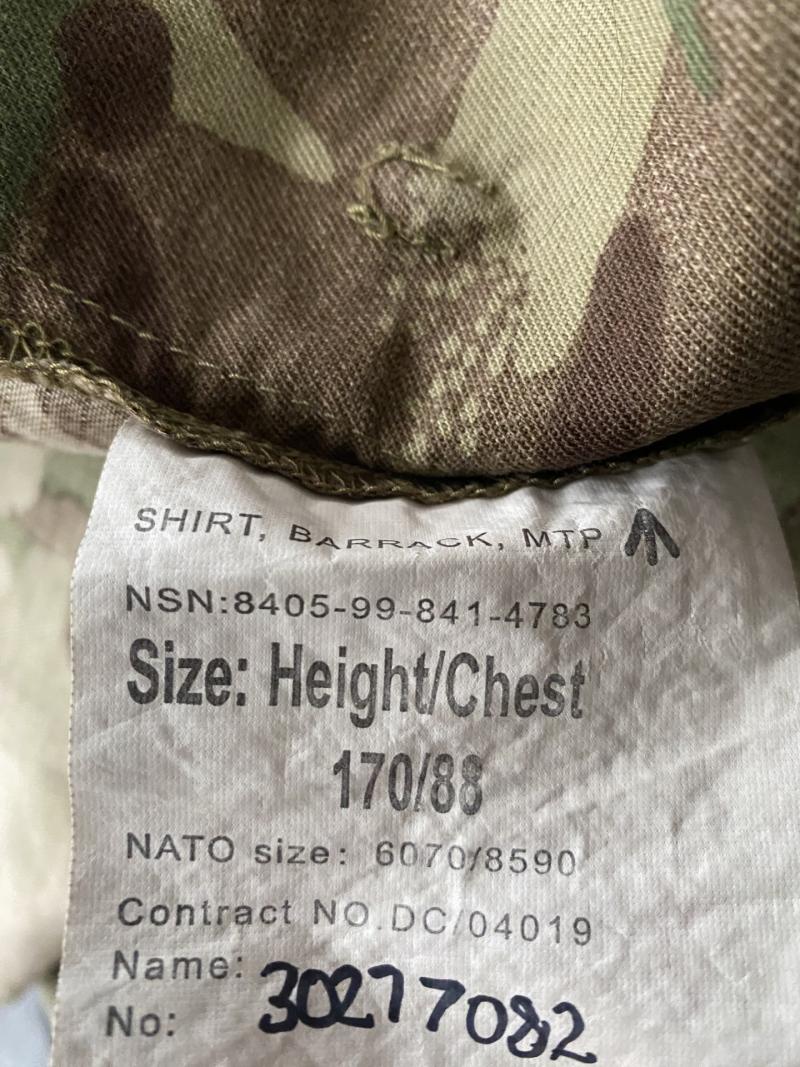 SHIRT, BARRACK, MTP
NSN:8405-99-841-4783
Size: Height/Chest
170/88
NATO size: 6070/8590
Contract NO.DC/04019
Name:
No: 30277082